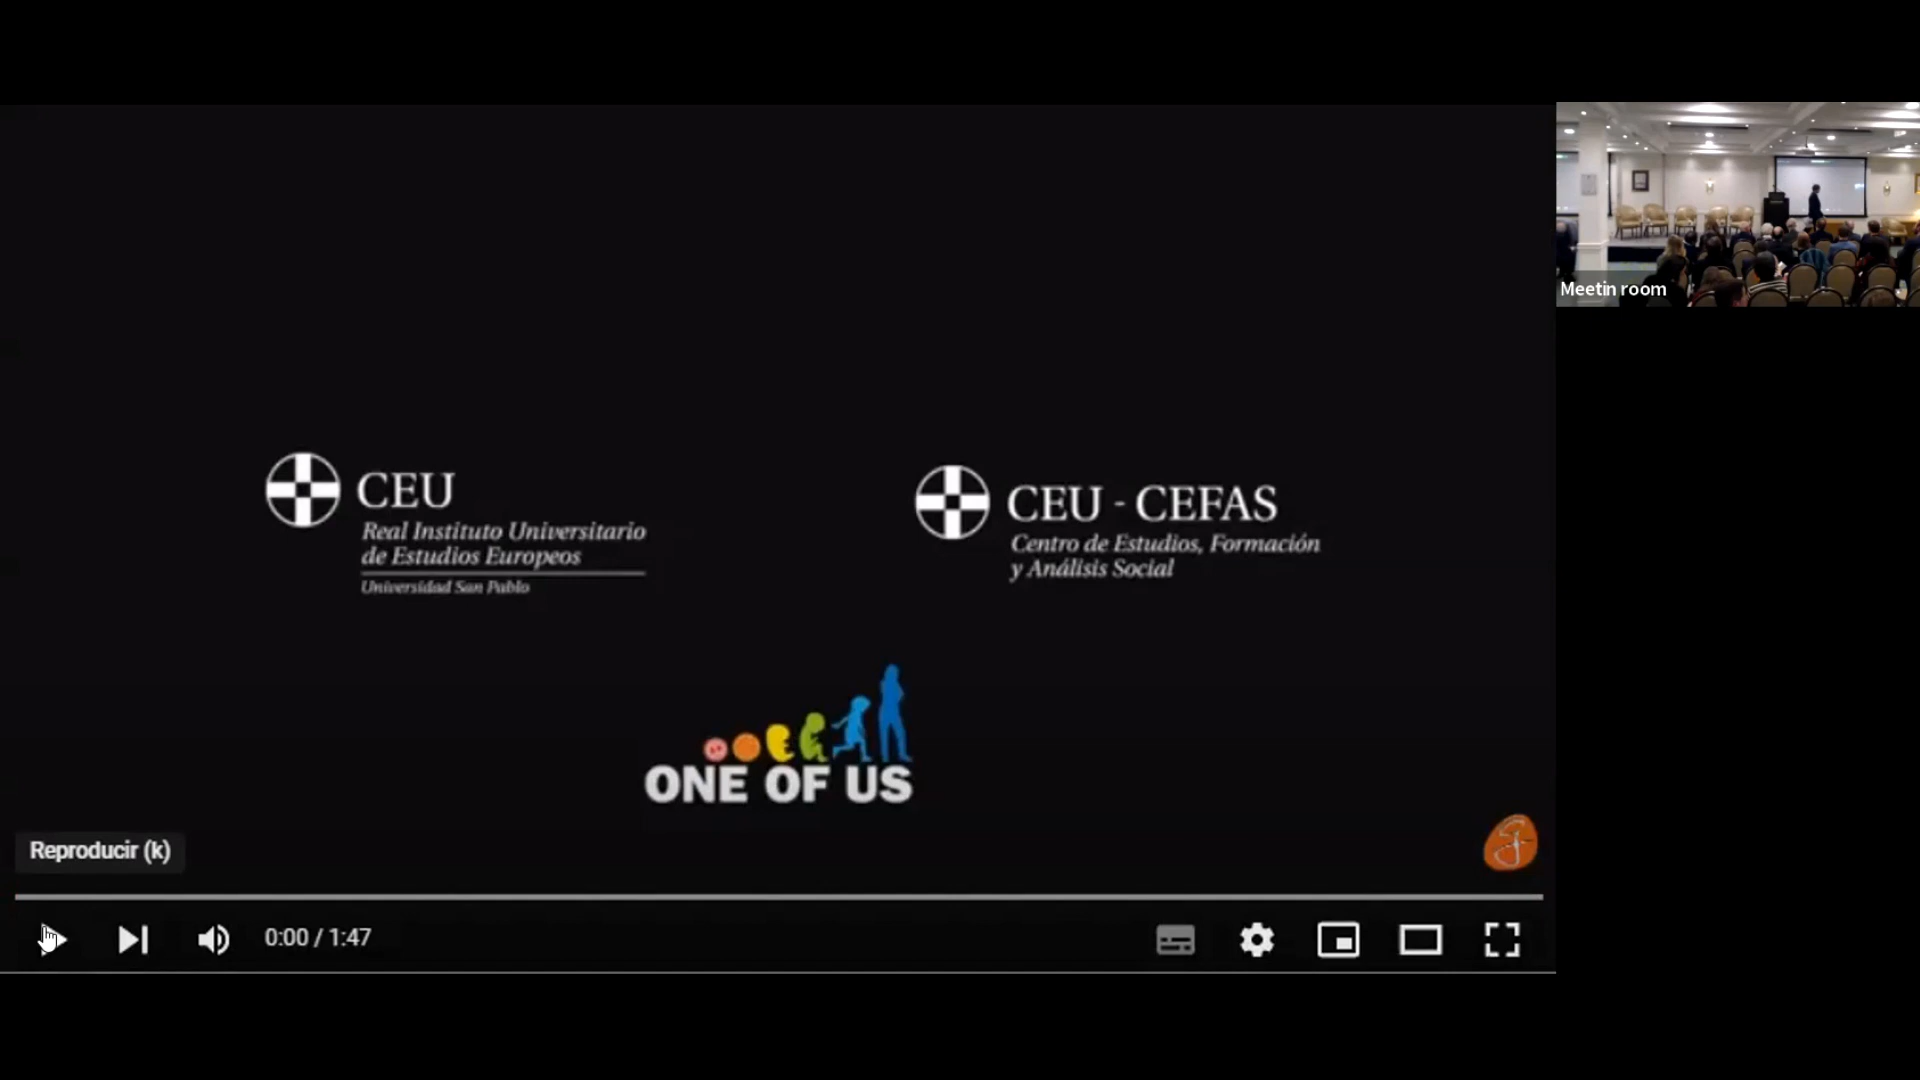 CEU
Real Instituto Universitario
de Estudios Europeos
Universidad San Pablo
CEU - CEFAS
Centro de Estudios, Formación
y Análisis Social
ONE OF US
Reproducir (k)
0:00 / 1:47
Meetin room